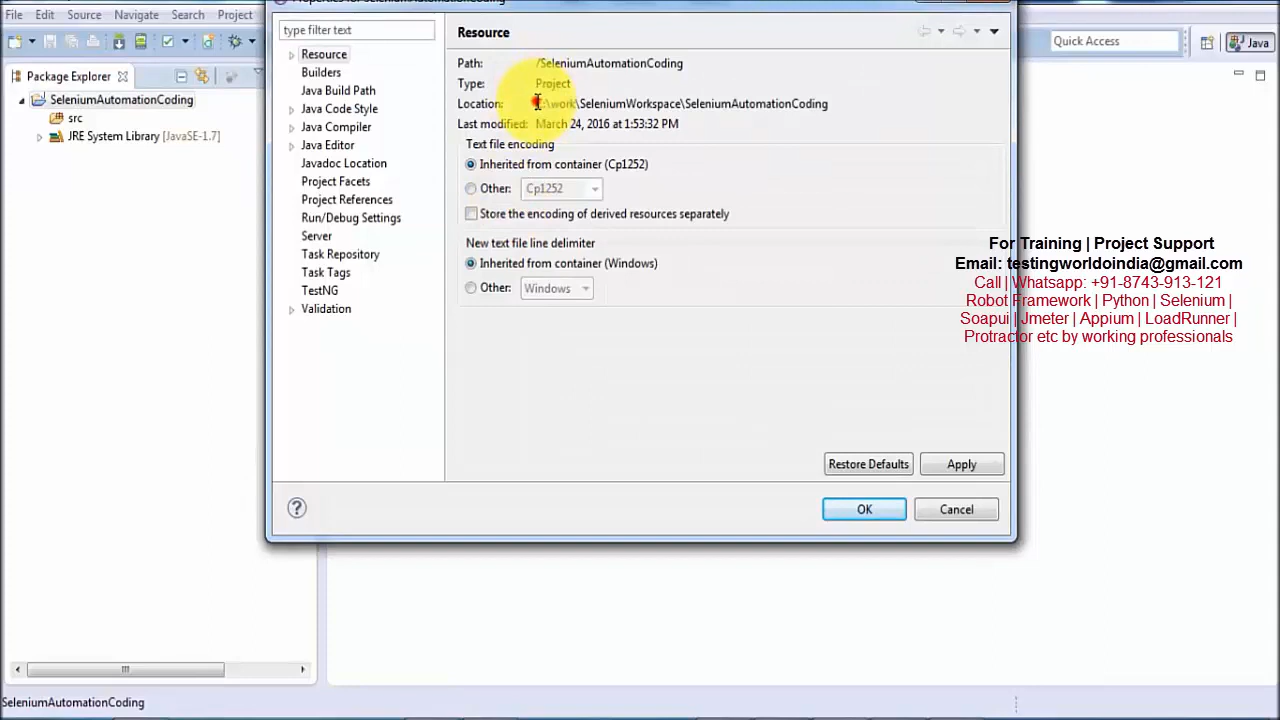 Properties for SeleniumAutomationCoding
File Edit Source Navigate Search Project
Quick Access
Java
Package Explorer
SeleniumAutomationCoding
src
JRE System Library [JavaSE-1.7]
type filter text
Resource
Builders
Java Build Path
Java Code Style
Java Compiler
Java Editor
Javadoc Location
Project Facets
Project References
Run/Debug Settings
Server
Task Repository
Task Tags
TestNG
Validation
Resource
Path: /SeleniumAutomationCoding
Type: Project
Location: :\work\SeleniumWorkspace\SeleniumAutomationCoding
Last modified: March 24, 2016 at 1:53:32 PM
Text file encoding
Inherited from container (Cp1252)
Other: Cp1252
Store the encoding of derived resources separately
New text file line delimiter
Inherited from container (Windows)
Other: Windows
Restore Defaults Apply
OK Cancel
For Training | Project Support
Email: testingworldoindia@gmail.com
Call | Whatsapp: +91-8743-913-121
Robot Framework | Python | Selenium |
Soapui | Jmeter | Appium | LoadRunner |
Protractor etc by working professionals
SeleniumAutomationCoding